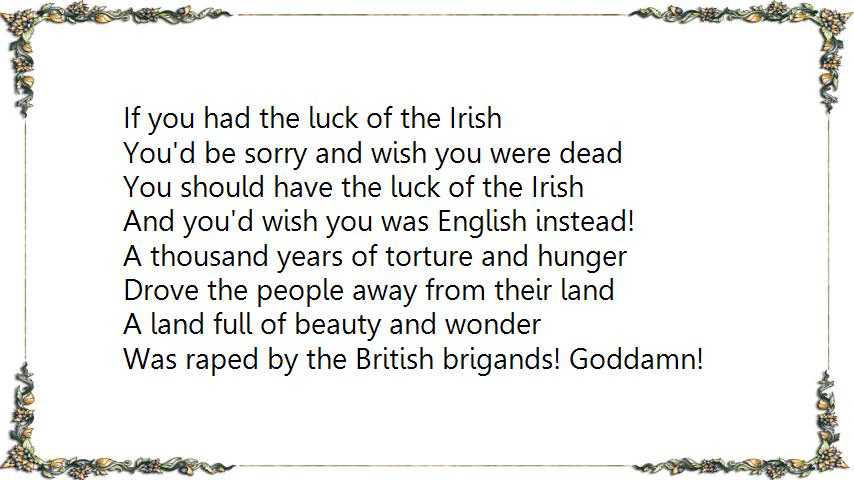 If you had the luck of the Irish
You'd be sorry and wish you were dead
You should have the luck of the Irish
And you'd wish you was English instead!
A thousand years of torture and hunger
Drove the people away from their land
A land full of beauty and wonder
Was raped by the British brigands! Goddamn!